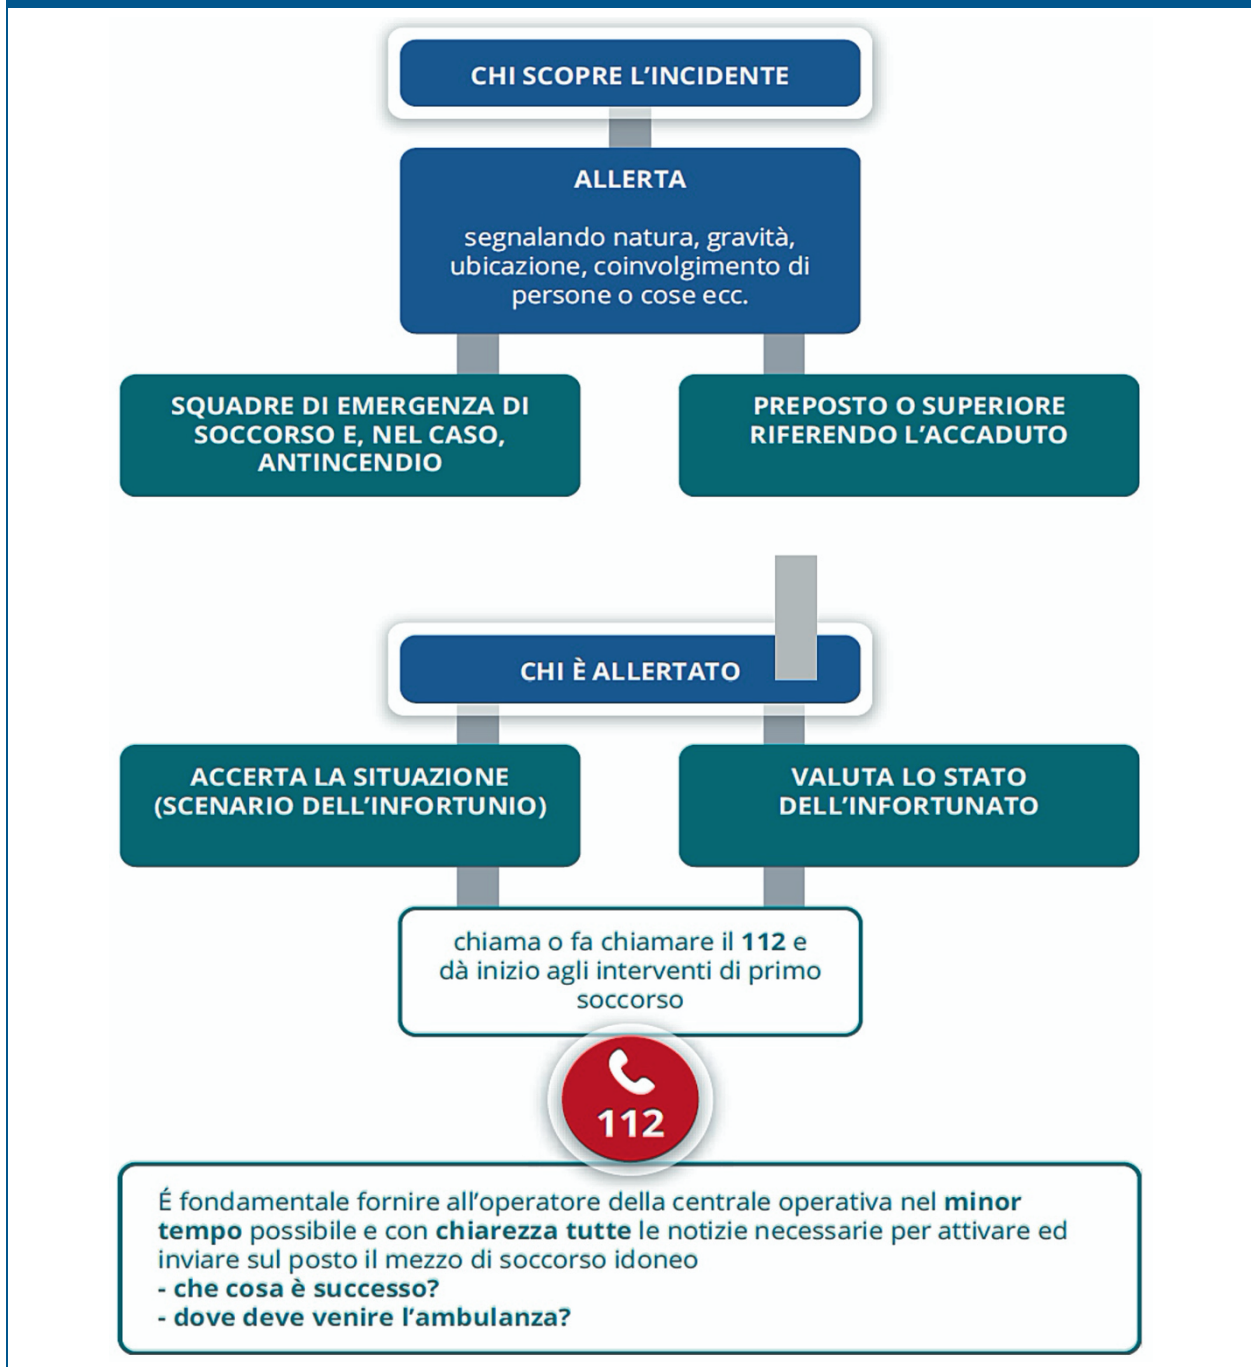 CHI SCOPRE L'INCIDENTE
ALLERTA
segnalando natura, gravità,
ubicazione, coinvolgimento di
persone o cose ecc.
SQUADRE DI EMERGENZA DI
SOCCORSO E, NEL CASO,
ANTINCENDIO
PREPOSTO O SUPERIORE
RIFERENDO L'ACCADUTO
CHI È ALLERTATO
ACCERTA LA SITUAZIONE
(SCENARIO DELL'INFORTUNIO)
VALUTA LO STATO
DELL'INFORTUNATO
chiama o fa chiamare il 112 e
dà inizio agli interventi di primo
soccorso
112
É fondamentale fornire all'operatore della centrale operativa nel minor
tempo possibile e con chiarezza tutte le notizie necessarie per attivare ed
inviare sul posto il mezzo di soccorso idoneo
- che cosa è successo?
- dove deve venire l'ambulanza?